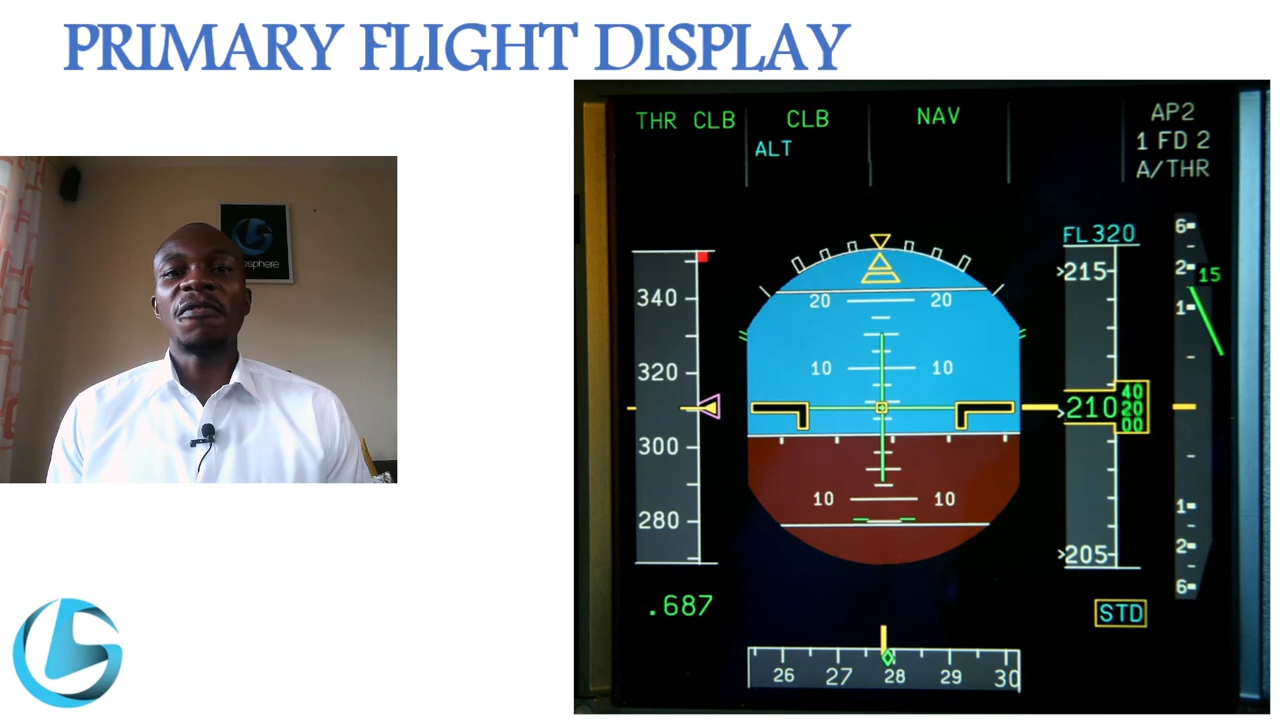 PRIMARY FLIGHT DISPLAY
sphere
THR CLB CLB NAV AP2
ALT 1 FD 2
A/THR
FL320
6
215
2 15
1
340
20 20
320
10 10
210 40
20
00
300
10 10
280
1
2
205
6
.687
STD
26 27 28 29 30